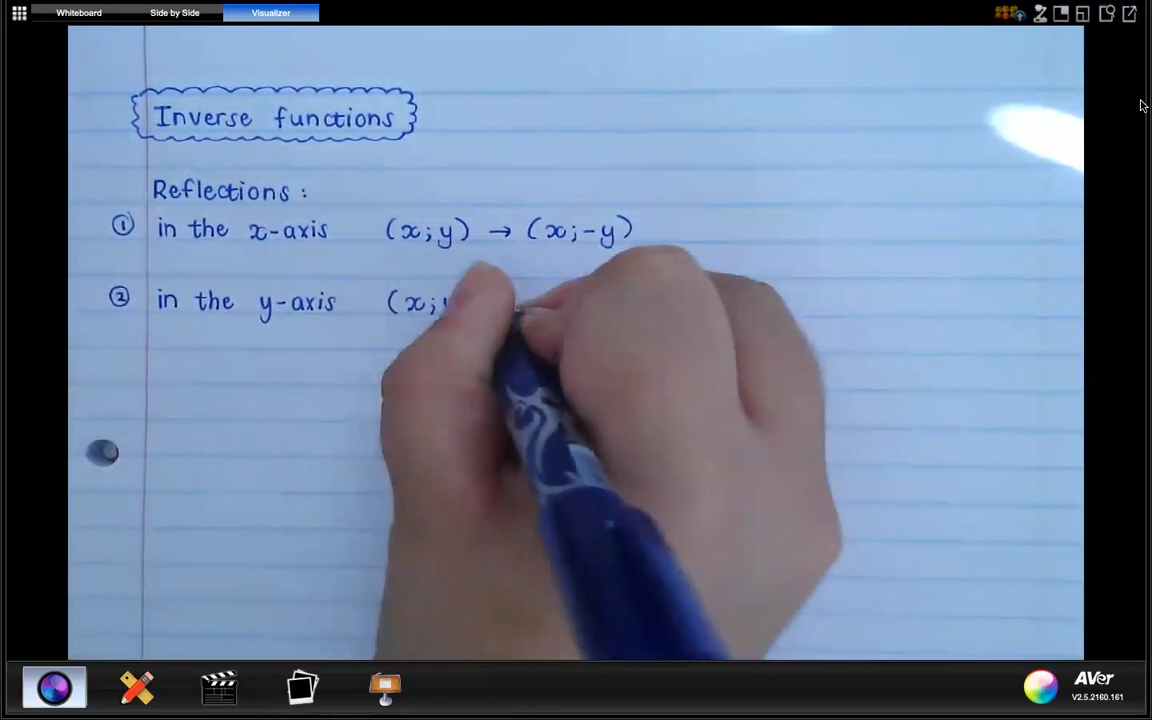 Whiteboard Side by Side Visualizer
Inverse functions
Reflections :
① in the x-axis (x;y) → (x;-y)
② in the y-axis (x;
AVer
V2.5.2160.161